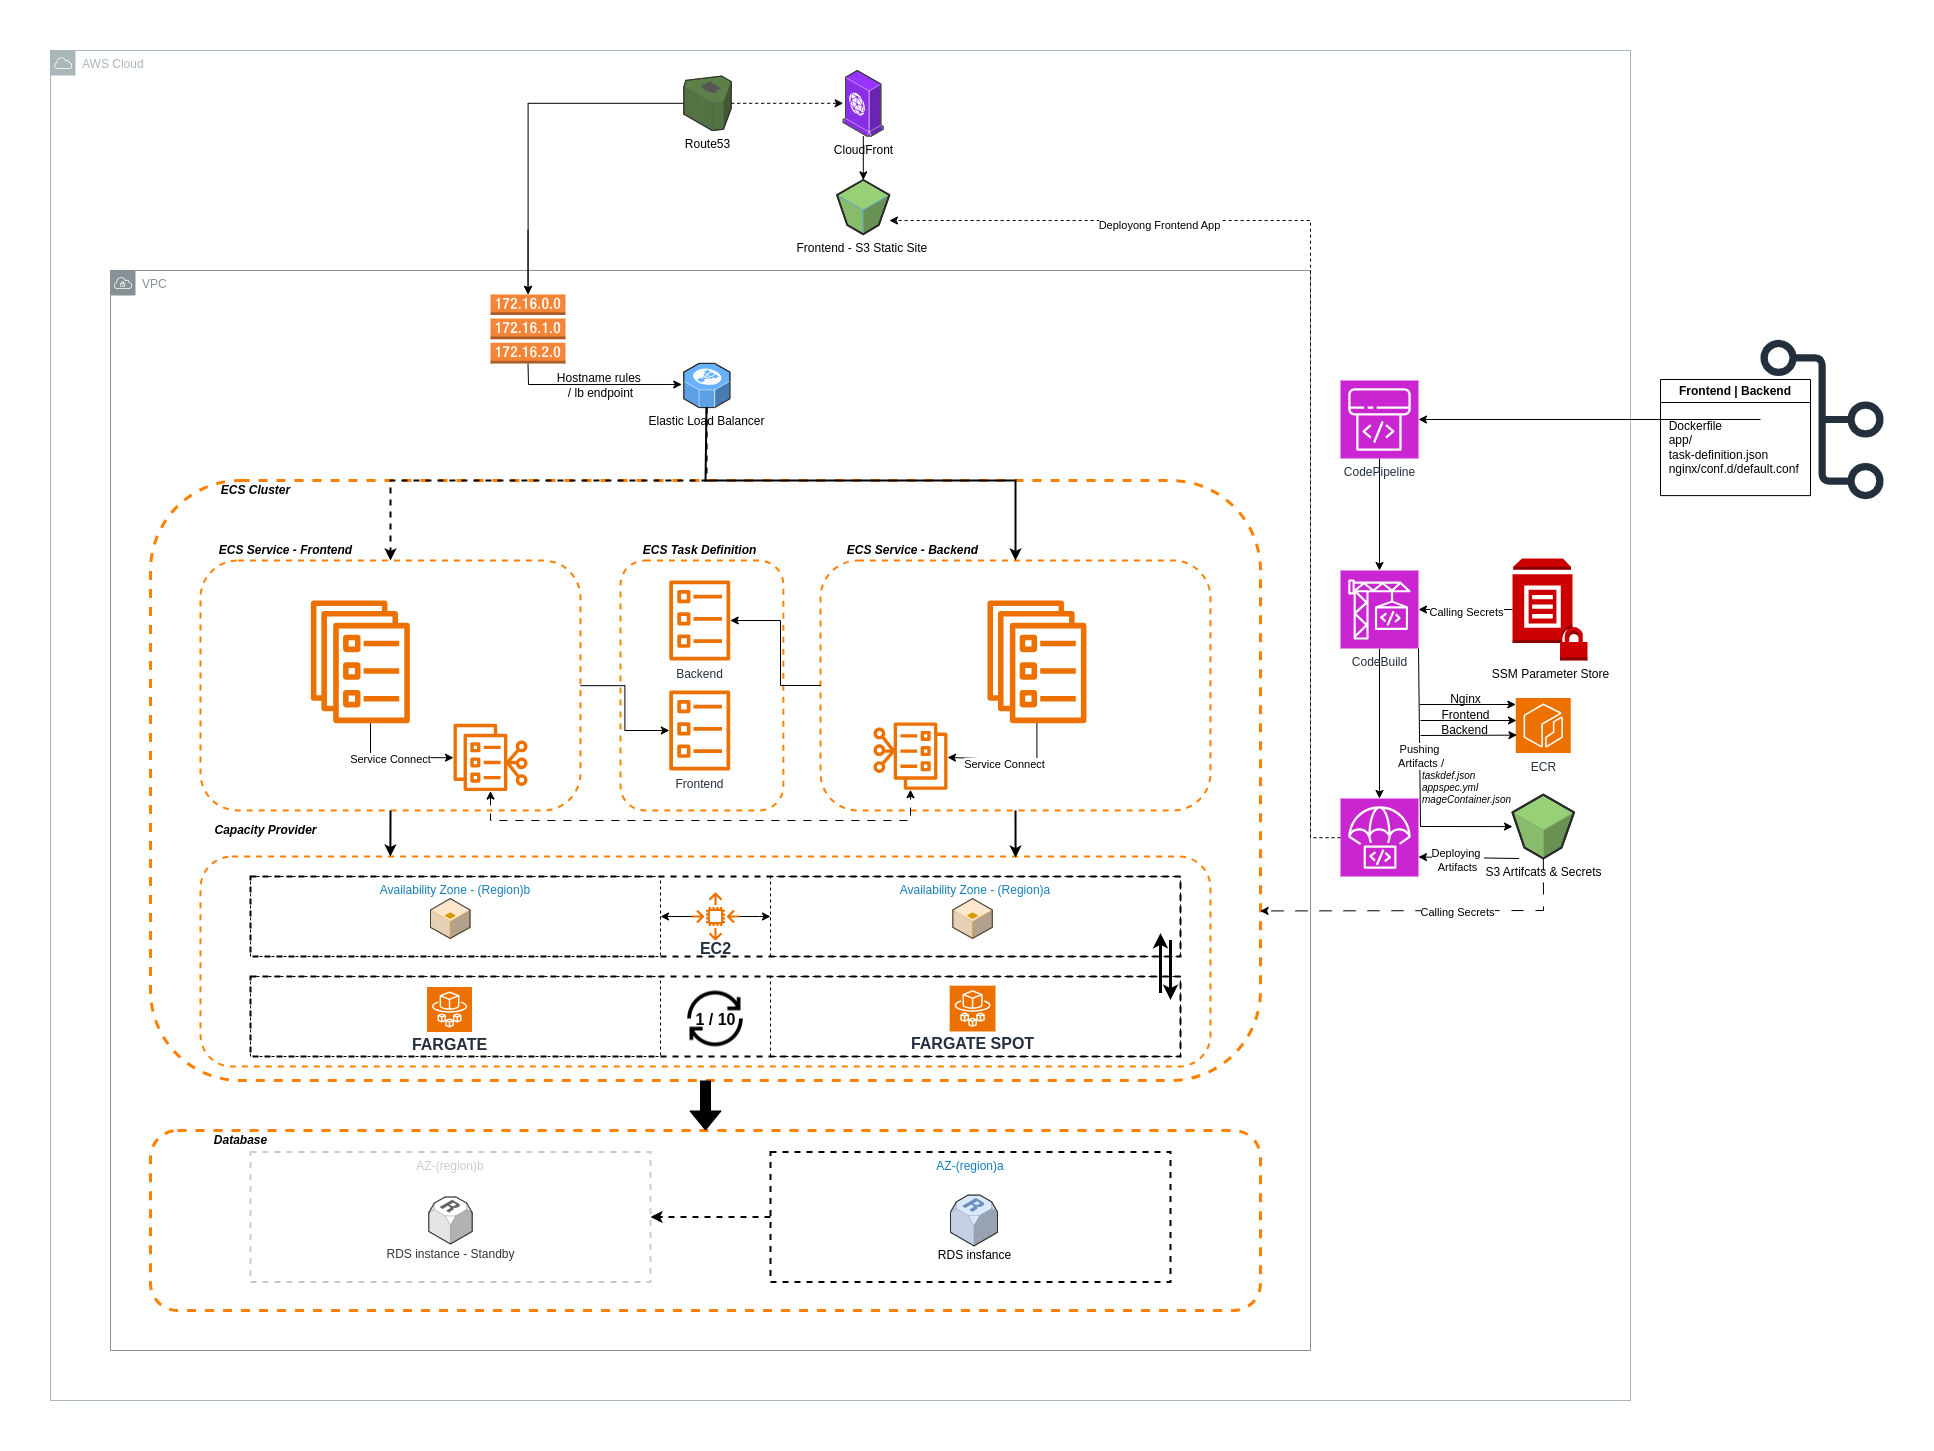 AWS Cloud
Route53
CloudFront
Frontend - S3 Static Site
Deployong Frontend App
VPC
172.16.0.0
172.16.1.0
172.16.2.0
Hostname rules
/ lb endpoint
Elastic Load Balancer
Frontend | Backend
Dockerfile
app/
task-definition.json
nginx/conf.d/default.conf
CodePipeline
ECS Cluster
ECS Service - Frontend
ECS Task Definition
ECS Service - Backend
Backend
Frontend
Service Connect
Service Connect
Calling Secrets
CodeBuild
SSM Parameter Store
Nginx
Frontend
Backend
ECR
Pushing
Artifacts /
taskdef.json
appspec.yml
mageContainer.json
Deploying
Artifacts
S3 Artifcats & Secrets
Calling Secrets
Capacity Provider
Availability Zone - (Region)b
Availability Zone - (Region)a
EC2
FARGATE
1 / 10
FARGATE SPOT
Database
AZ-(region)b
AZ-(region)a
R
R
RDS instance - Standby
RDS insfance